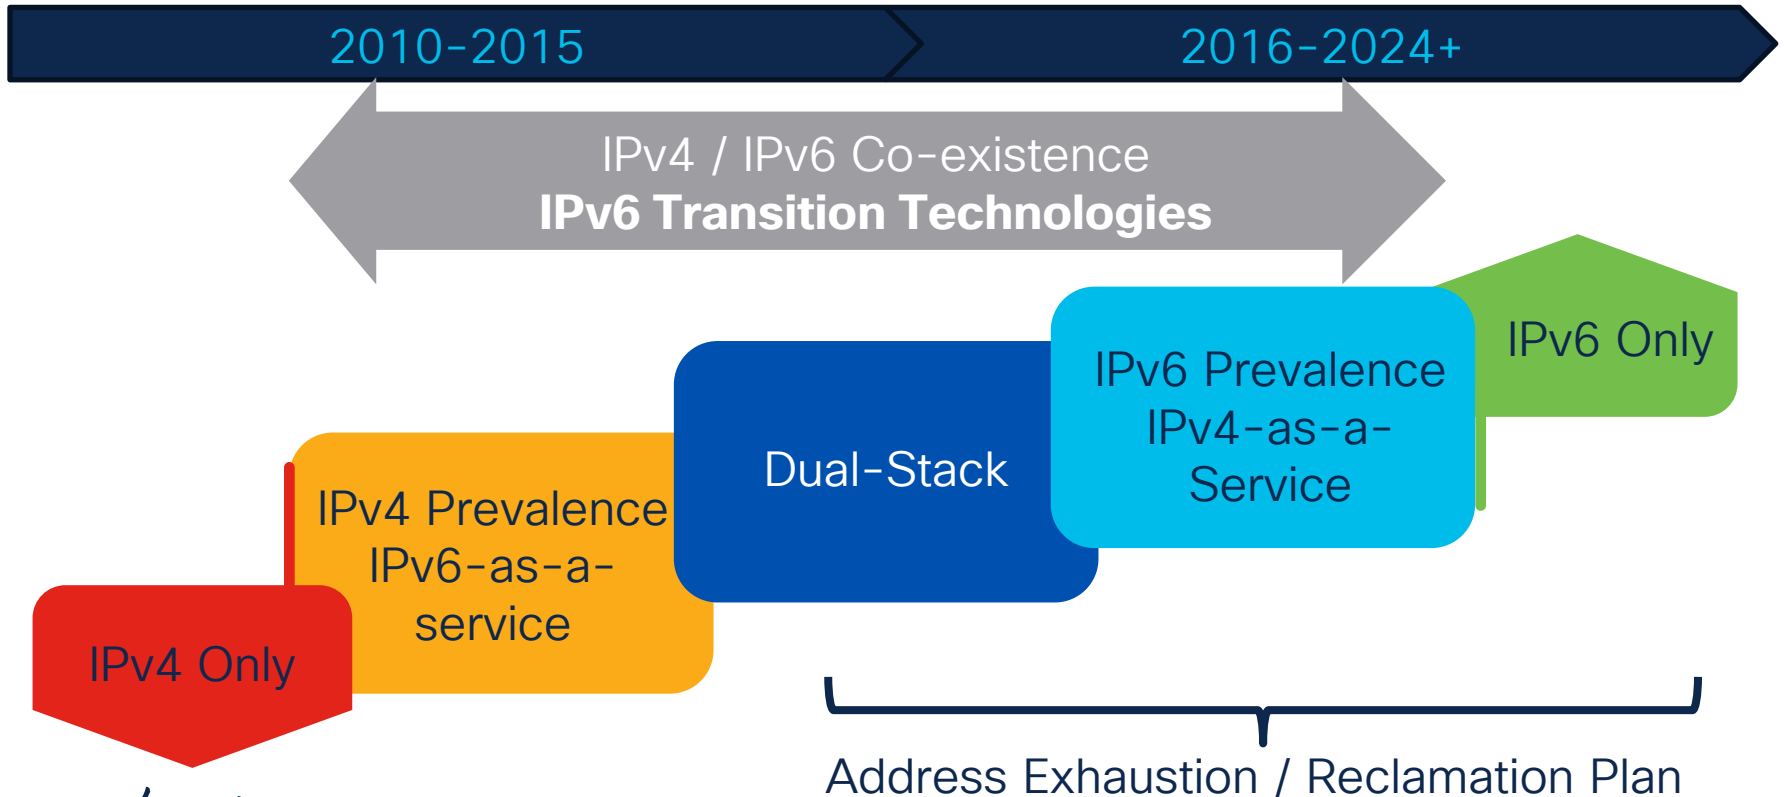 2010-2015
2016-2024+
IPv4 / IPv6 Co-existence
IPv6 Transition Technologies
IPv6 Only
IPv6 Prevalence
IPv4-as-a-
Service
Dual-Stack
IPv4 Prevalence
IPv6-as-a-
service
IPv4 Only
Address Exhaustion / Reclamation Plan